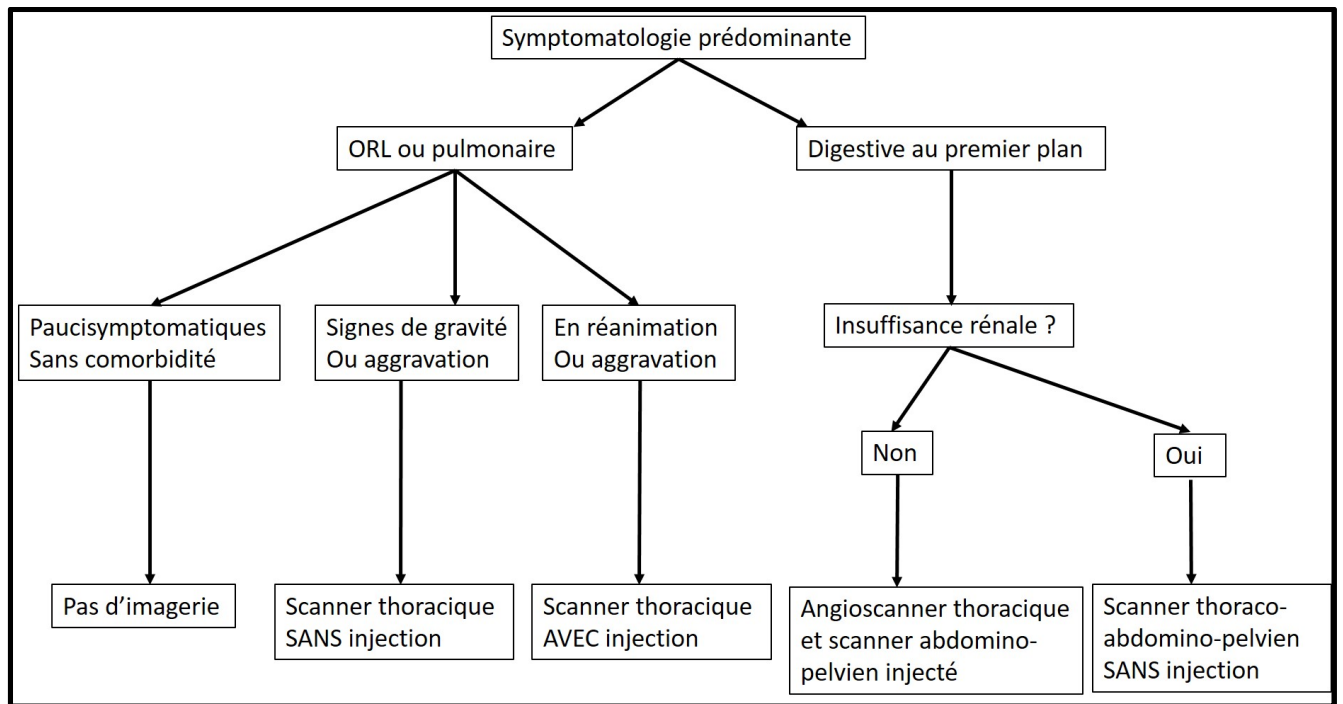 Symptomatologie prédominante
ORL ou pulmonaire
Digestive au premier plan
Paucisymptomatiques
Sans comorbidité
Signes de gravité
Ou aggravation
En réanimation
Ou aggravation
Insuffisance rénale ?
Non
Oui
Pas d’imagerie
Scanner thoracique
SANS injection
Scanner thoracique
AVEC injection
Angioscanner thoracique
et scanner abdomino-
pelvien injecté
Scanner thoraco-
abdomino-pelvien
SANS injection